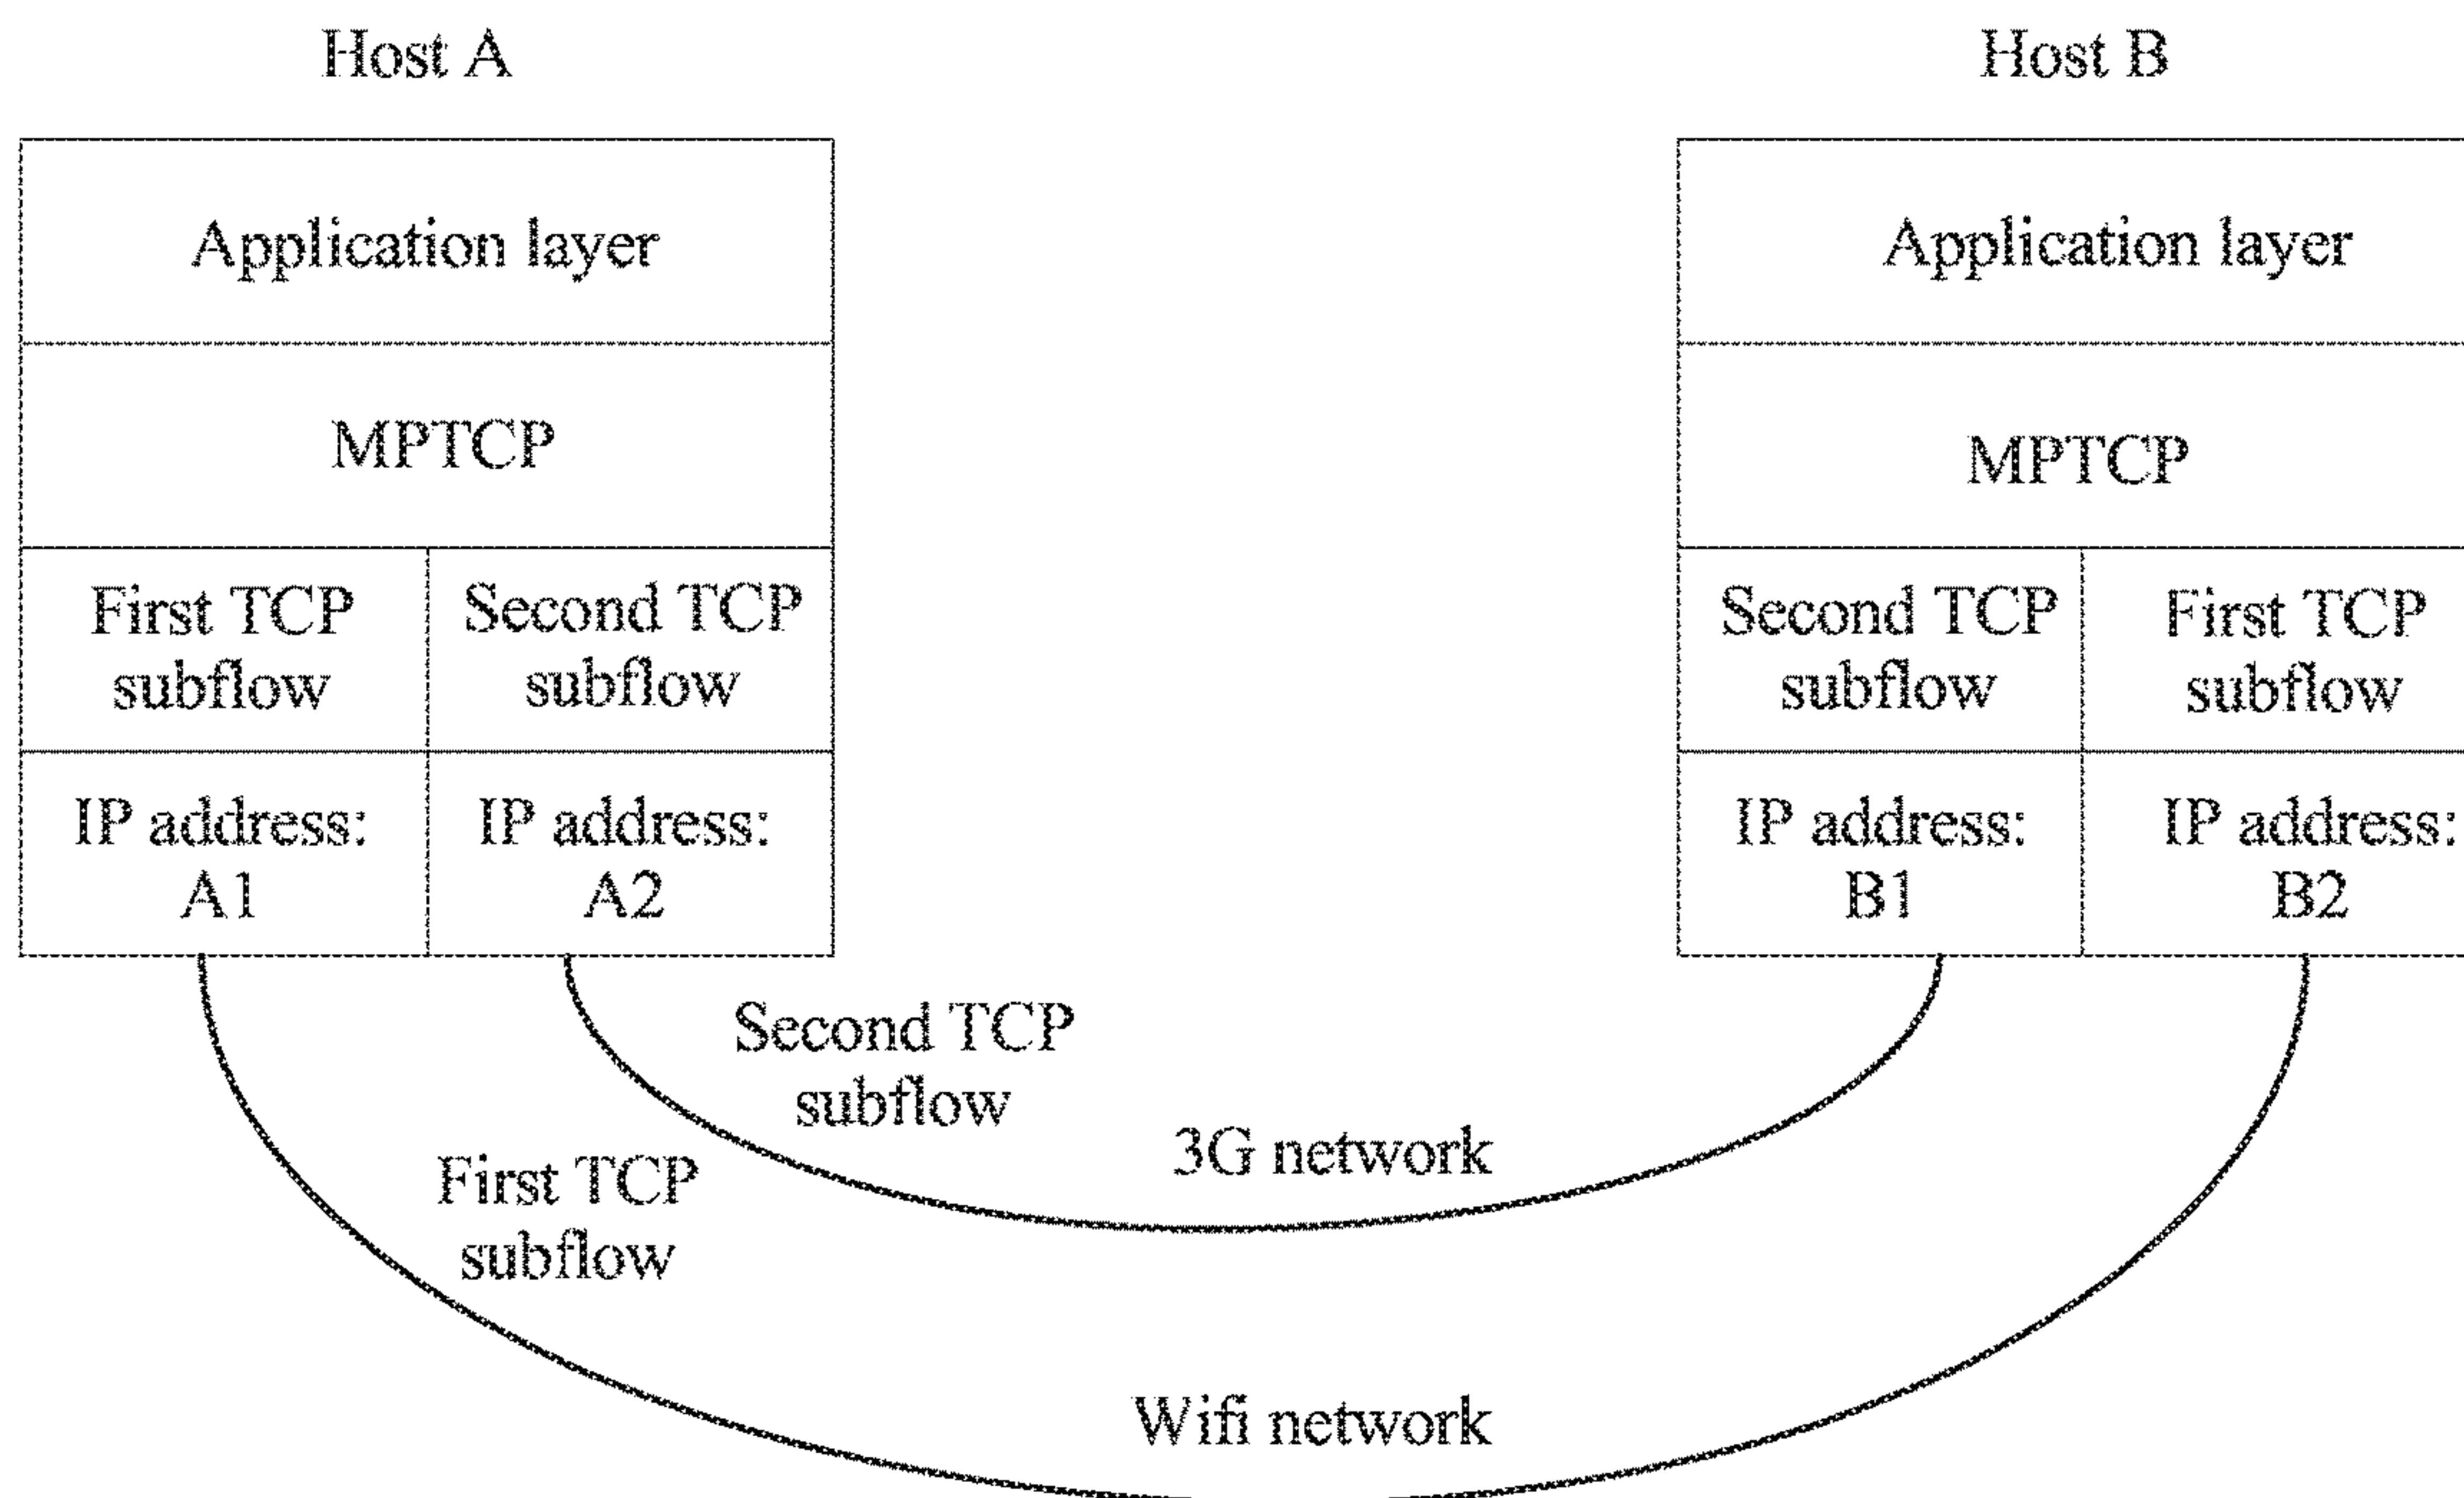 Host A
Host B
Application layer
MPTCP
First TCP
subflow
Second TCP
subflow
IP address:
A1
IP address:
A2
Application layer
MPTCP
Second TCP
subflow
First TCP
subflow
IP address:
B1
IP address:
B2
Second TCP
subflow
3G network
First TCP
subflow
Wifi network